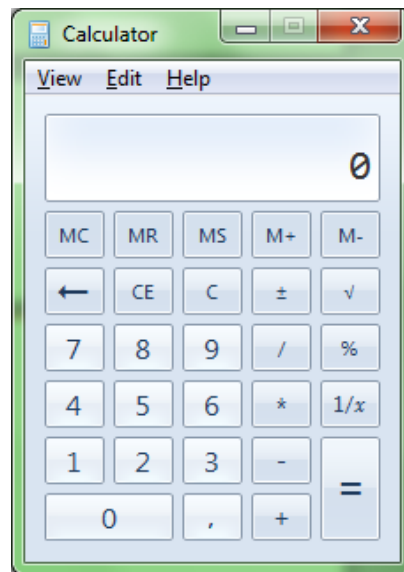 Calculator
View Edit Help
0
MC MR MS M+ M-
← CE C ± √
7 8 9 / %
4 5 6 * 1/x
1 2 3 -
=
0 , +